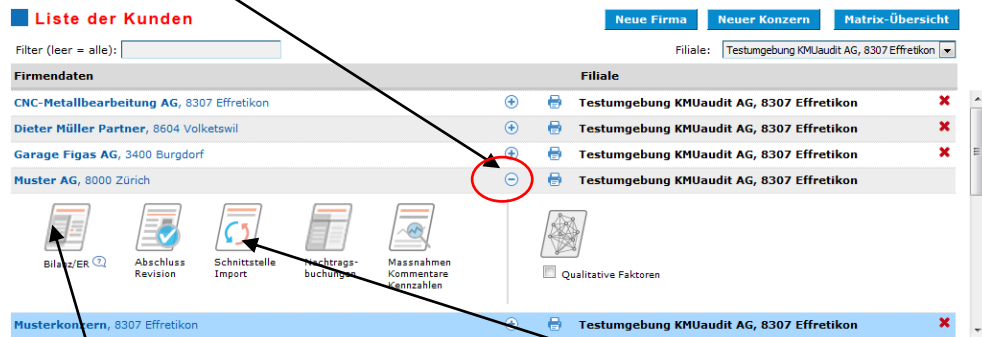 Liste der Kunden
Neue Firma Neuer Konzern Matrix-Übersicht
Filter (leer = alle): Filiale: Testumgebung KMUaudit AG, 8307 Effretikon
Firmendaten Filiale
CNC-Metallbearbeitung AG, 8307 Effretikon Testumgebung KMUaudit AG, 8307 Effretikon
Dieter Müller Partner, 8604 Volketswil Testumgebung KMUaudit AG, 8307 Effretikon
Garage Figas AG, 3400 Burgdorf Testumgebung KMUaudit AG, 8307 Effretikon
Muster AG, 8000 Zürich Testumgebung KMUaudit AG, 8307 Effretikon
Bilanz/ER ? Abschluss Schnittstelle Nachtrags- Massnahmen
Revision Import buchungen Kommentare
Kennzahlen
Qualitative Faktoren
Musterkonzern, 8307 Effretikon Testumgebung KMUaudit AG, 8307 Effretikon